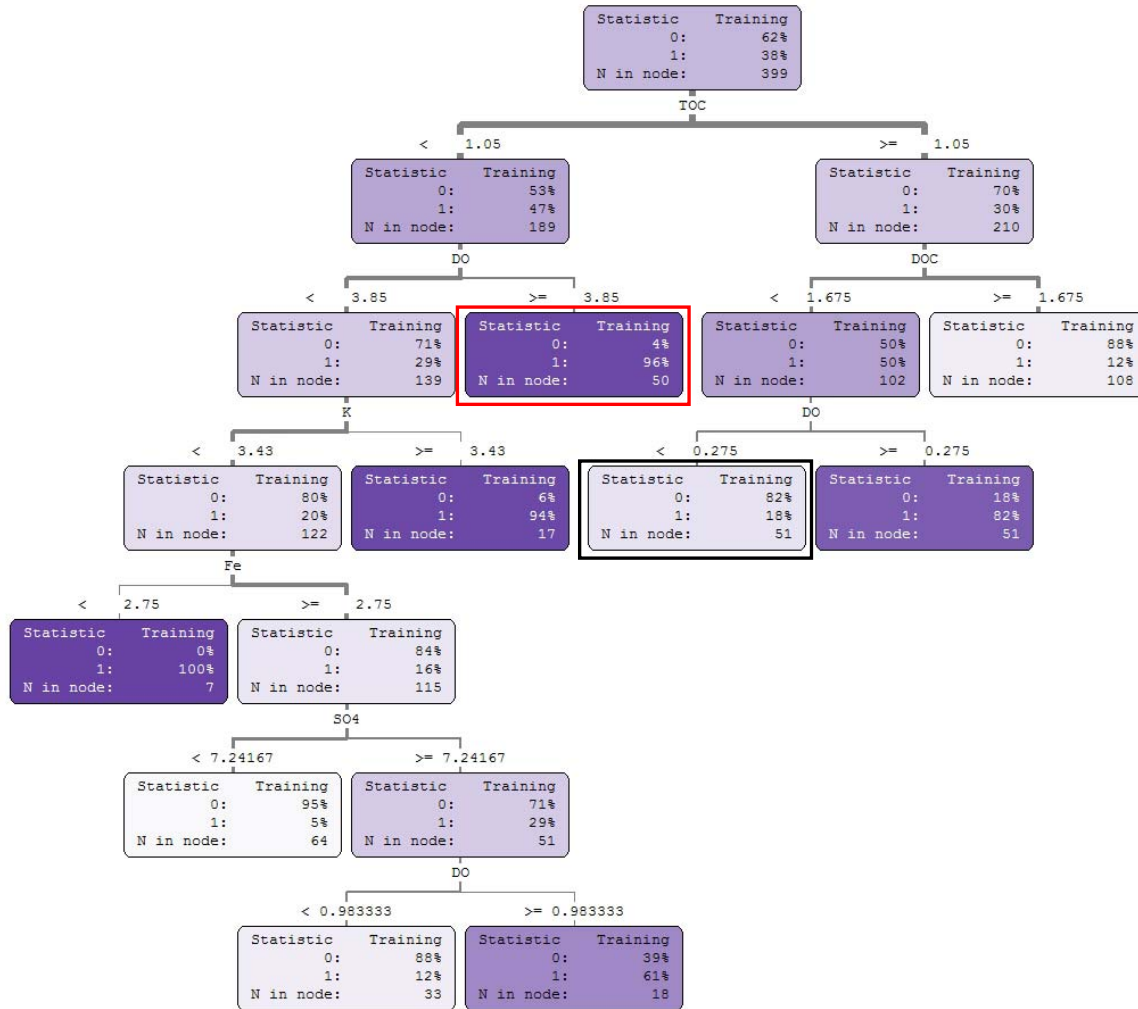 Statistic Training
0: 62%
1: 38%
N in node: 399
TOC
< 1.05
>= 1.05
Statistic Training
0: 53%
1: 47%
N in node: 189
Statistic Training
0: 70%
1: 30%
N in node: 210
DO
DOC
< 3.85
>= 3.85
< 1.675
>= 1.675
Statistic Training
0: 71%
1: 29%
N in node: 139
Statistic Training
0: 4%
1: 96%
N in node: 50
Statistic Training
0: 50%
1: 50%
N in node: 102
Statistic Training
0: 88%
1: 12%
N in node: 108
K
DO
< 3.43
>= 3.43
< 0.275
>= 0.275
Statistic Training
0: 80%
1: 20%
N in node: 122
Statistic Training
0: 6%
1: 94%
N in node: 17
Statistic Training
0: 82%
1: 18%
N in node: 51
Statistic Training
0: 18%
1: 82%
N in node: 51
Fe
< 2.75
>= 2.75
Statistic Training
0: 0%
1: 100%
N in node: 7
Statistic Training
0: 84%
1: 16%
N in node: 115
SO4
< 7.24167
>= 7.24167
Statistic Training
0: 95%
1: 5%
N in node: 64
Statistic Training
0: 71%
1: 29%
N in node: 51
DO
< 0.983333
>= 0.983333
Statistic Training
0: 88%
1: 12%
N in node: 33
Statistic Training
0: 39%
1: 61%
N in node: 18